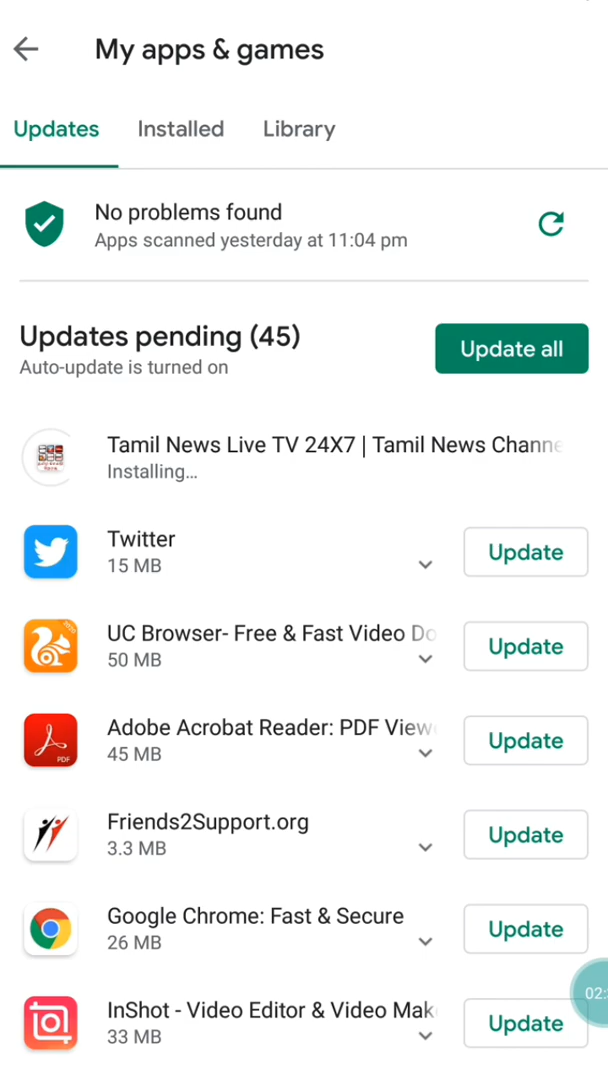 My apps & games
Updates Installed Library
No problems found
Apps scanned yesterday at 11:04 pm
Updates pending (45)
Auto-update is turned on
Update all
Tamil News Live TV 24X7 | Tamil News Channe
Installing...
Twitter
15 MB
Update
UC Browser- Free & Fast Video Do
50 MB
Update
Adobe Acrobat Reader: PDF View
45 MB
Update
PDF
Friends2Support.org
3.3 MB
Update
Google Chrome: Fast & Secure
26 MB
Update
InShot - Video Editor & Video Mak
33 MB
Update